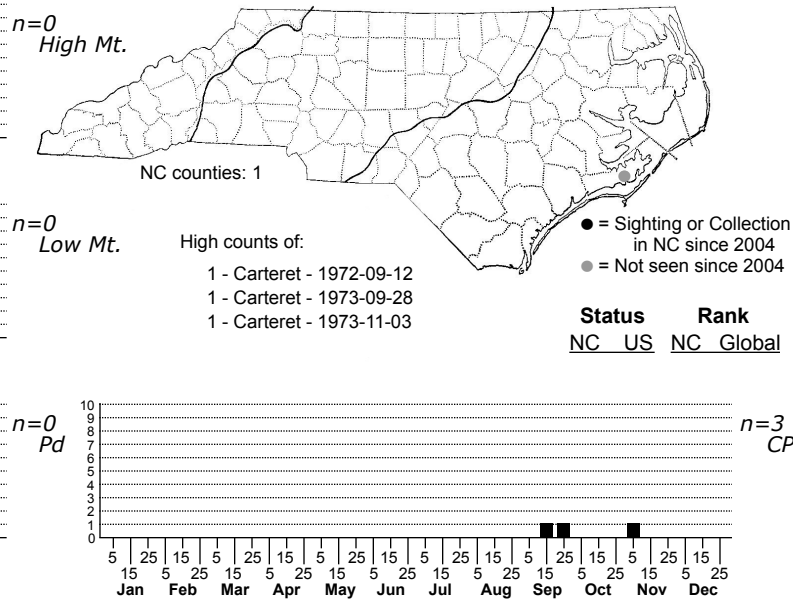 n=0
High Mt.
NC counties: 1
n=0
Low Mt.
High counts of:
1 - Carteret - 1972-09-12
1 - Carteret - 1973-09-28
1 - Carteret - 1973-11-03
● = Sighting or Collection
in NC since 2004
● = Not seen since 2004
Status Rank
NC US NC Global
n=0
Pd
n=3
CP
10
9
8
7
6
5
4
3
2
1
0
5 25 15 5 25 15 5 25 15 5 25 15 5 25 15 5 25 15
15 5 25 15 5 25 15 5 25 15 5 25 15 5 25 15 5 25
Jan Feb Mar Apr May Jun Jul Aug Sep Oct Nov Dec